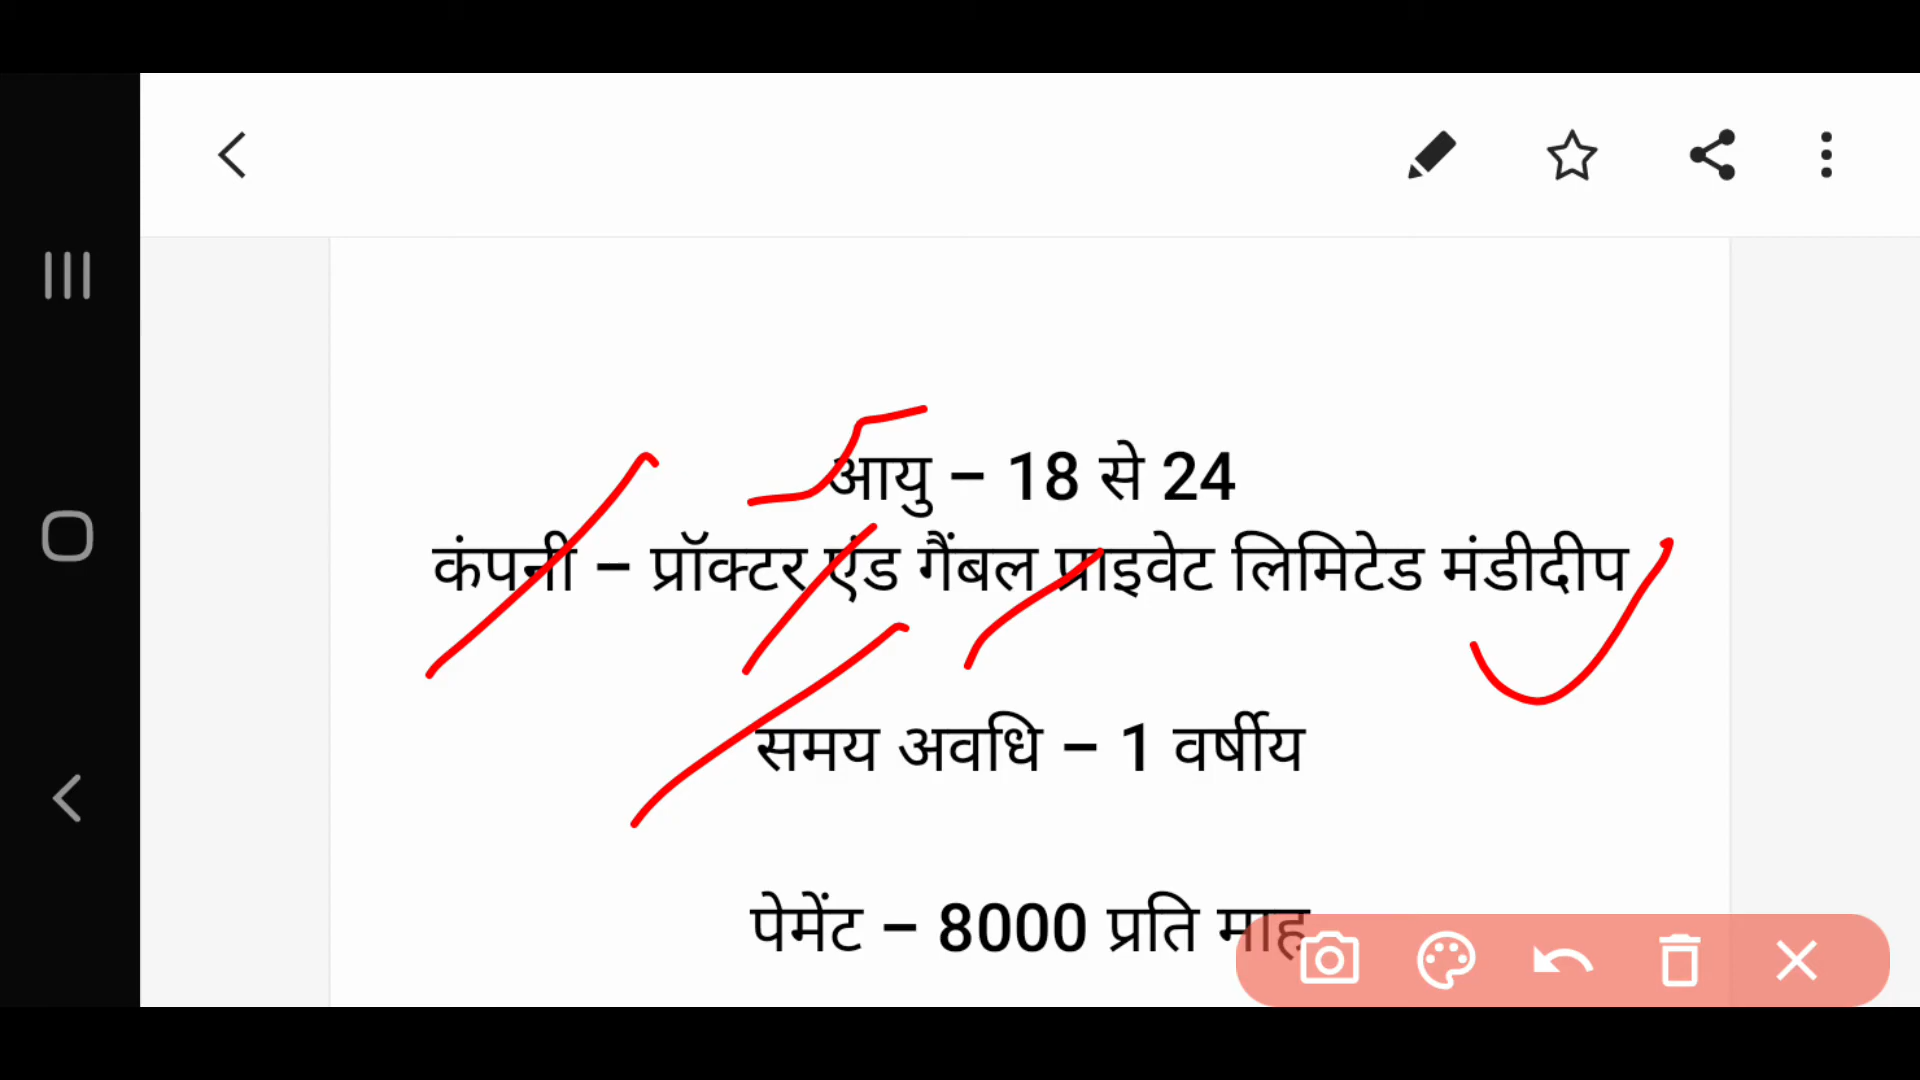 आयु – 18 से 24
कंपनी – प्रॉक्टर एंड गैंबल प्राइवेट लिमिटेड मंडीदीप
समय अवधि – 1 वर्षीय
पेमेंट – 8000 प्रति माह